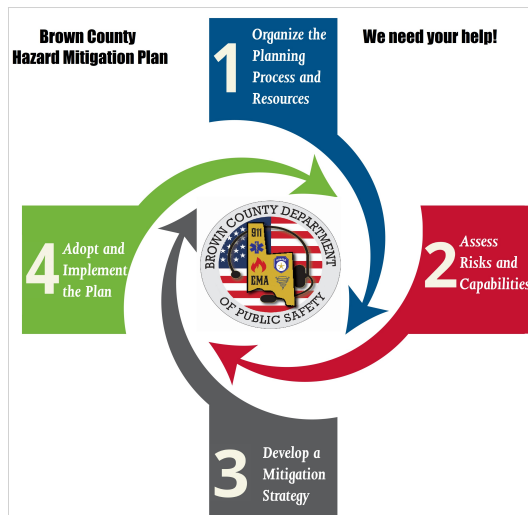 Brown County
Hazard Mitigation Plan
We need your help!
1
Organize the
Planning
Process and
Resources
2
Assess
Risks and
Capabilities
3
Develop a
Mitigation
Strategy
4
Adopt and
Implement
the Plan
BROWN COUNTY DEPARTMENT
OF PUBLIC SAFETY
911
EMA